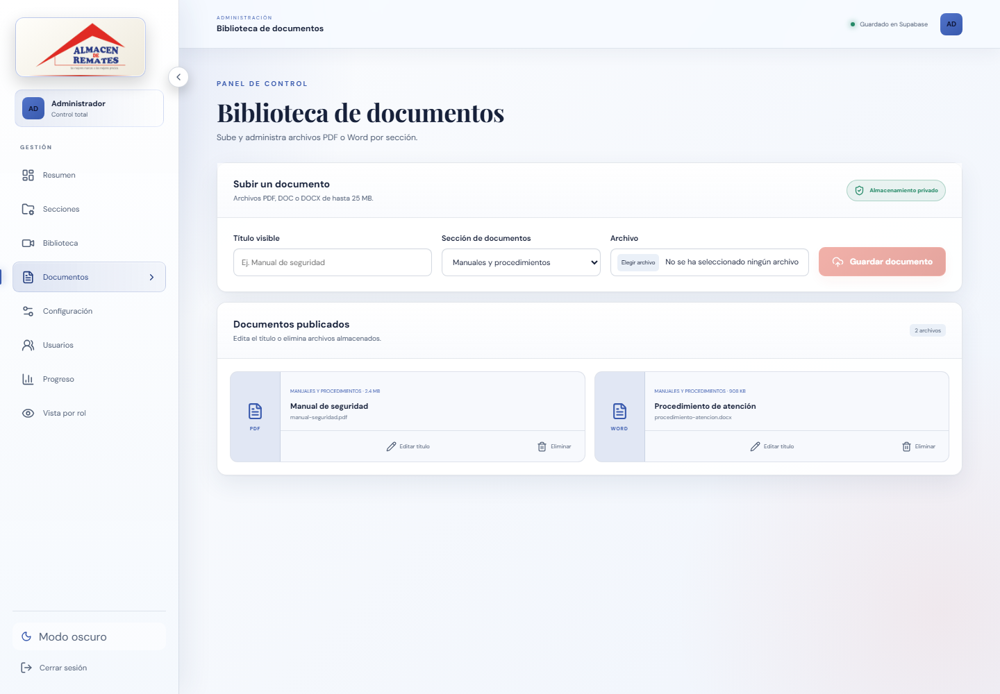 ALMACEN
DE
REMATES
AD
Administrador
Control total
GESTIÓN
Resumen
Secciones
Biblioteca
Documentos
Configuración
Usuarios
Progreso
Vista por rol
Modo oscuro
Cerrar sesión
ADMINISTRACIÓN
Biblioteca de documentos
Guardado en Supabase
AD
PANEL DE CONTROL
Biblioteca de documentos
Sube y administra archivos PDF o Word por sección.
Subir un documento
Archivos PDF, DOC o DOCX de hasta 25 MB.
Almacenamiento privado
Título visible
Ej. Manual de seguridad
Sección de documentos
Manuales y procedimientos
Archivo
Elegir archivo No se ha seleccionado ningún archivo
Guardar documento
Documentos publicados
Edita el título o elimina archivos almacenados.
2 archivos
PDF
MANUALES Y PROCEDIMIENTOS · 2.4 MB
Manual de seguridad
manual-seguridad.pdf
Editar título
Eliminar
WORD
MANUALES Y PROCEDIMIENTOS · 908 KB
Procedimiento de atención
procedimiento-atencion.docx
Editar título
Eliminar